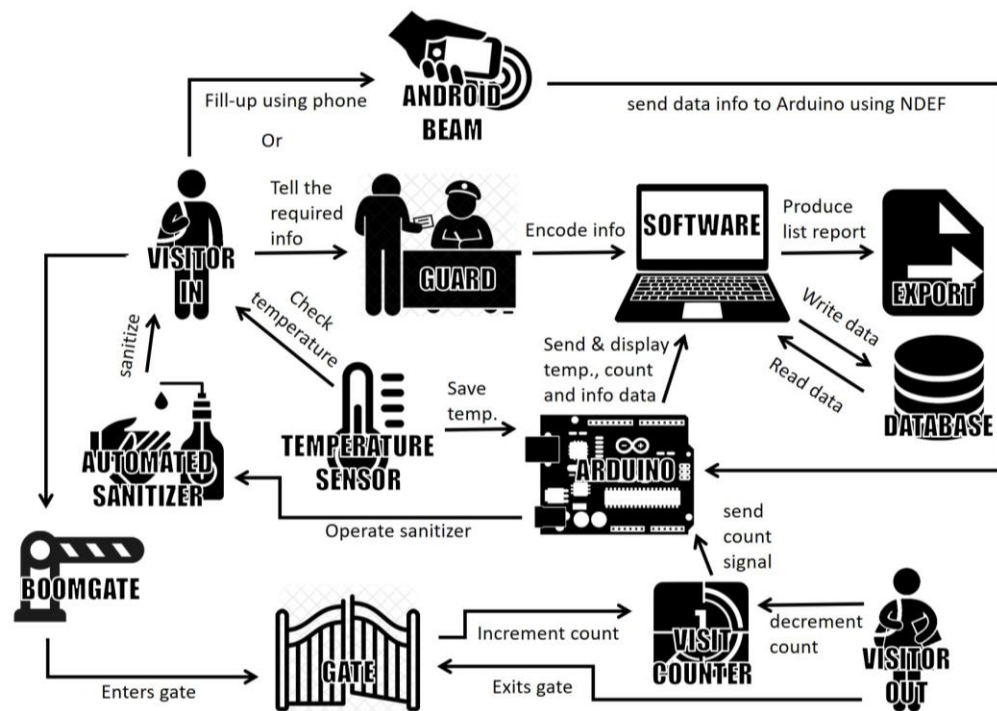 ANDROID
BEAM
Fill-up using phone
send data info to Arduino using NDEF
Or
Tell the
required
info
VISITOR
IN
GUARD
Encode info
SOFTWARE
Produce
list report
EXPORT
Check
temperature
sanitize
Write data
Read data
Send & display
temp., count
and info data
Save
temp.
DATABASE
AUTOMATED
SANITIZER
TEMPERATURE
SENSOR
ARDUINO
Operate sanitizer
send
count
signal
BOOMGATE
1
Increment count
VISIT
COUNTER
decrement
count
VISITOR
OUT
GATE
Enters gate
Exits gate